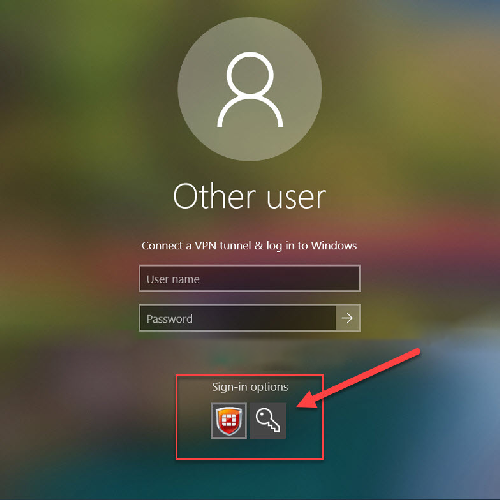 Other user
Connect a VPN tunnel & log in to Windows
User name
Password
Sign-in options